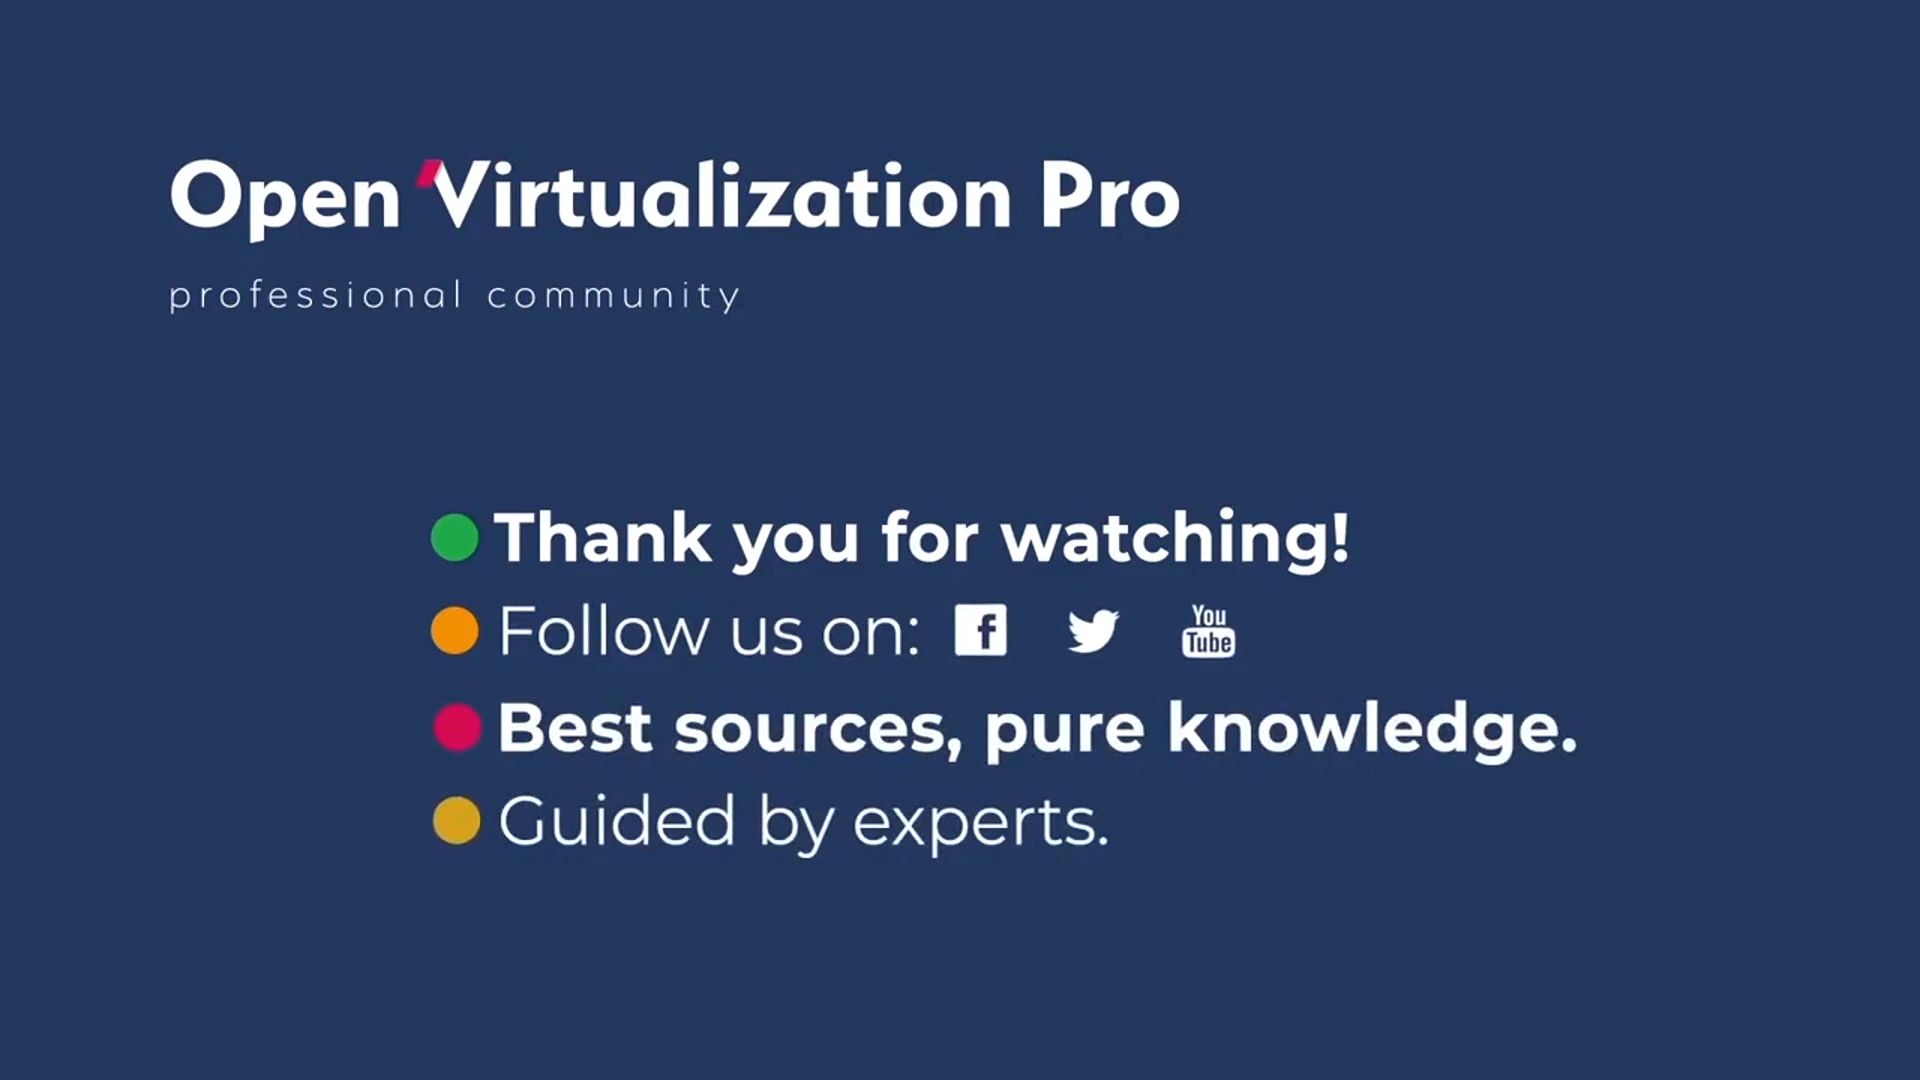 Open Virtualization Pro
professional community
Thank you for watching!
Follow us on: f You Tube
Best sources, pure knowledge.
Guided by experts.